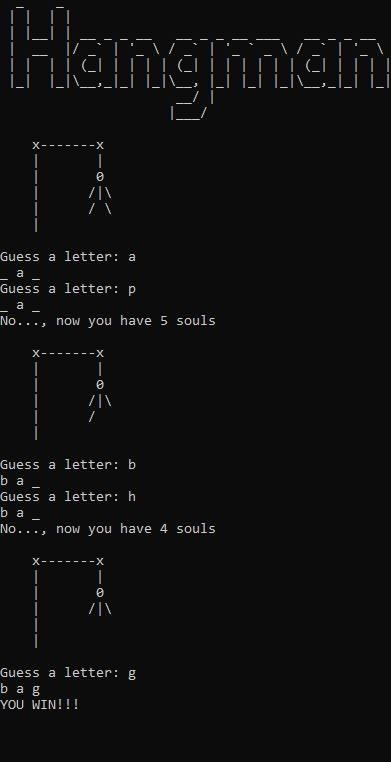 Hangman
x-------x
0
/|\
/ \
Guess a letter: a
_ a _
Guess a letter: p
_ a _
No..., now you have 5 souls
x-------x
0
/|\
/
Guess a letter: b
b a _
Guess a letter: h
b a _
No..., now you have 4 souls
x-------x
0
/|\
Guess a letter: g
b a g
YOU WIN!!!